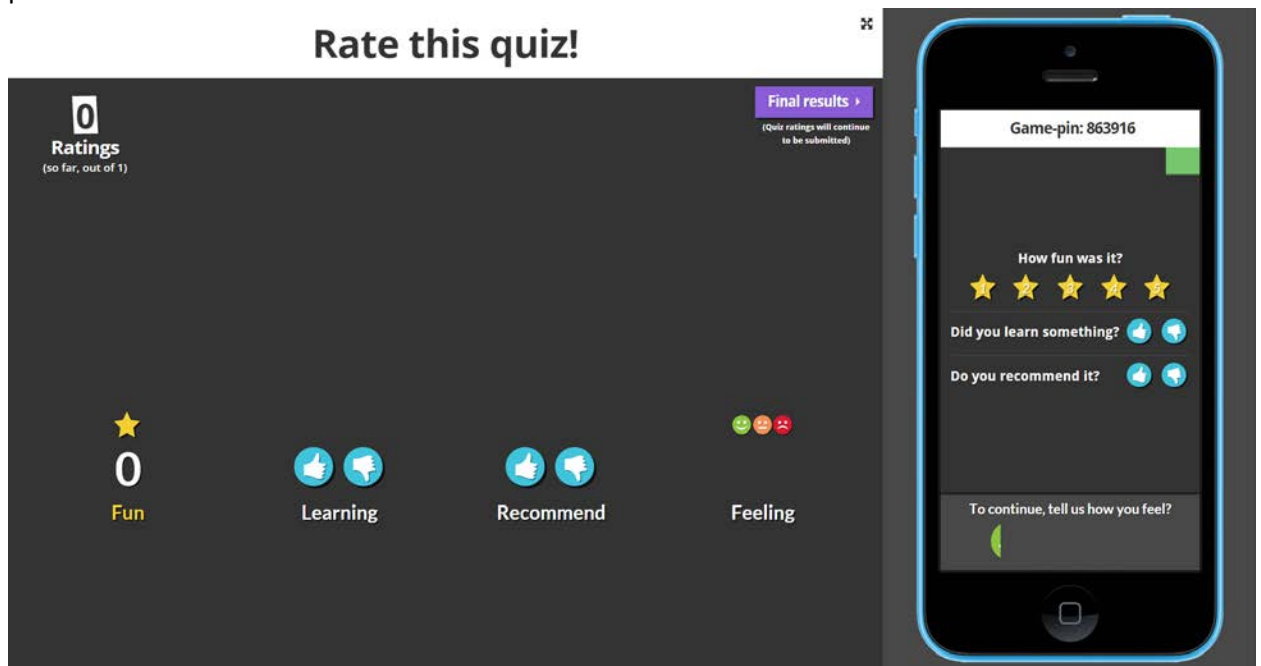 Rate this quiz!
0
Ratings
(so far, out of 1)
Final results
(Quiz ratings will continue
to be submitted)
0
Fun
Learning
Recommend
Feeling
Game-pin: 863916
How fun was it?
1 2 3 4 5
Did you learn something?
Do you recommend it?
To continue, tell us how you feel?